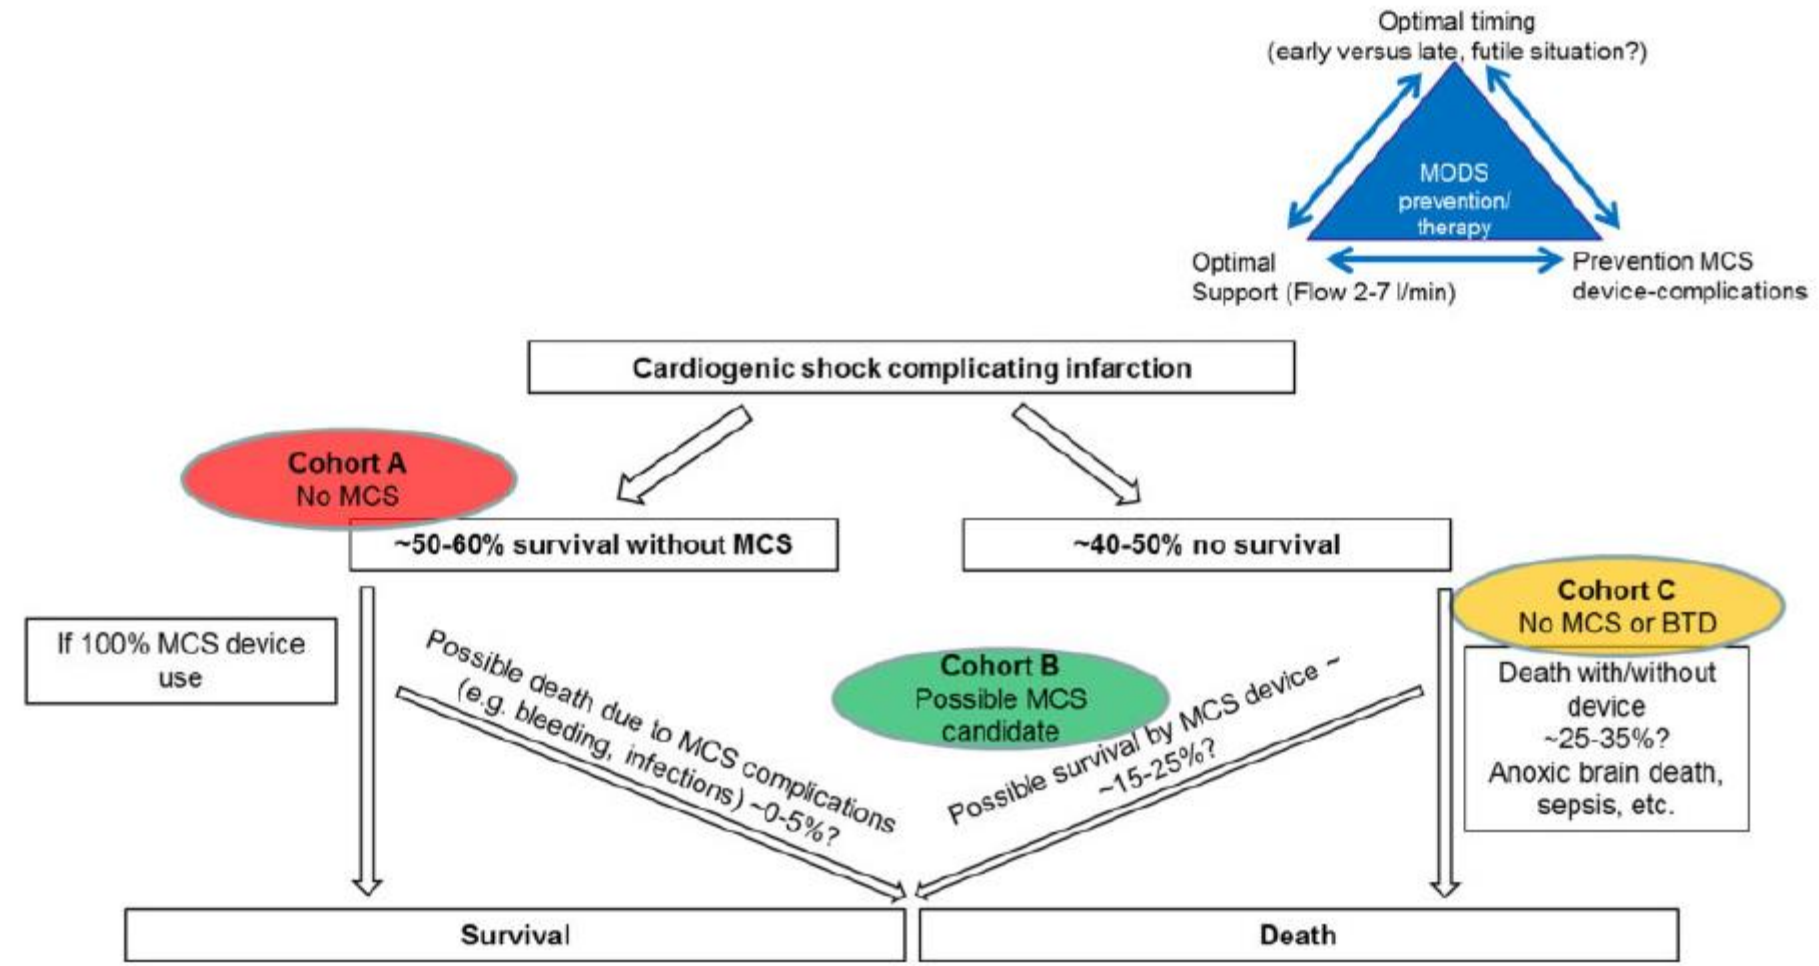 Optimal timing
(early versus late, futile situation?)
MODS
prevention/
therapy
Optimal
Support (Flow 2-7 l/min)
Prevention MCS
device-complications
Cardiogenic shock complicating infarction
Cohort A
No MCS
~50-60% survival without MCS
~40-50% no survival
Cohort C
No MCS or BTD
If 100% MCS device
use
Possible death due to MCS complications
(e.g. bleeding, infections) ~0-5%?
Cohort B
Possible MCS
candidate
Possible survival by MCS device ~
~15-25%?
Death with/without
device
~25-35%?
Anoxic brain death,
sepsis, etc.
Survival
Death